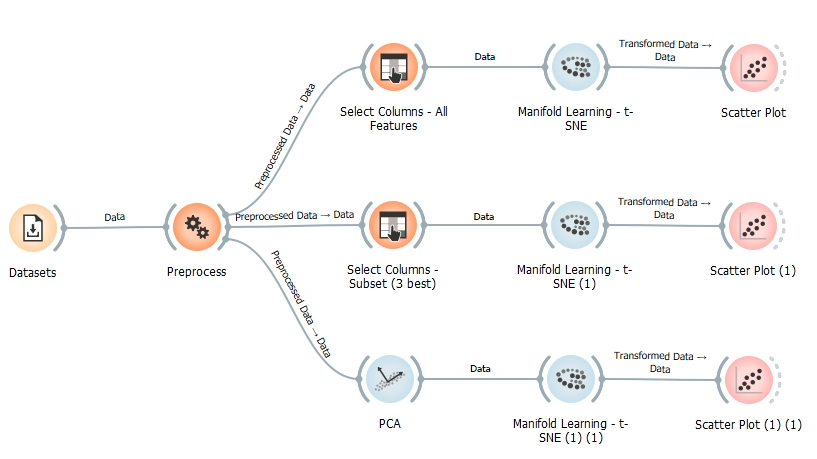 Transformed Data →
Data
Data
Preprocessed Data → Data
Select Columns - All
Features
Manifold Learning - t-
SNE
Scatter Plot
Transformed Data →
Data
Data
Preprocessed Data → Data
Data
Datasets
Preprocess
Select Columns -
Subset (3 best)
Manifold Learning - t-
SNE (1)
Scatter Plot (1)
Preprocessed Data → Data
Transformed Data →
Data
Data
PCA
Manifold Learning - t-
SNE (1) (1)
Scatter Plot (1) (1)